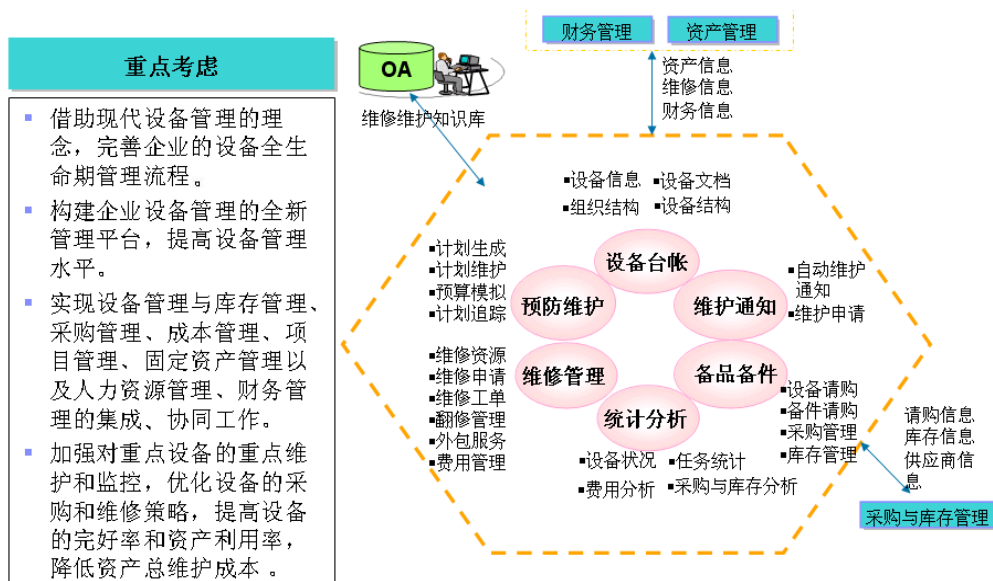 重点考虑
借助现代设备管理的理
念，完善企业的设备全生
命期管理流程。
构建企业设备管理的全新
管理平台，提高设备管理
水平。
实现设备管理与库存管理、
采购管理、成本管理、项
目管理、固定资产管理以
及人力资源管理、财务管
理的集成、协同工作。
加强对重点设备的重点维
护和监控，优化设备的采
购和维修策略，提高设备
的完好率和资产利用率，
降低资产总维护成本 。
OA
维修维护知识库
财务管理
资产管理
资产信息
维修信息
财务信息
设备信息
设备文档
组织结构
设备结构
设备台帐
计划生成
计划维护
预算模拟
计划追踪
预防维护
维护通知
自动维护
通知
维护申请
维修资源
维修申请
维修工单
翻修管理
外包服务
费用管理
维修管理
备品备件
设备请购
备件请购
采购管理
库存管理
统计分析
设备状况
任务统计
费用分析
采购与库存分析
请购信息
库存信息
供应商信
息
采购与库存管理